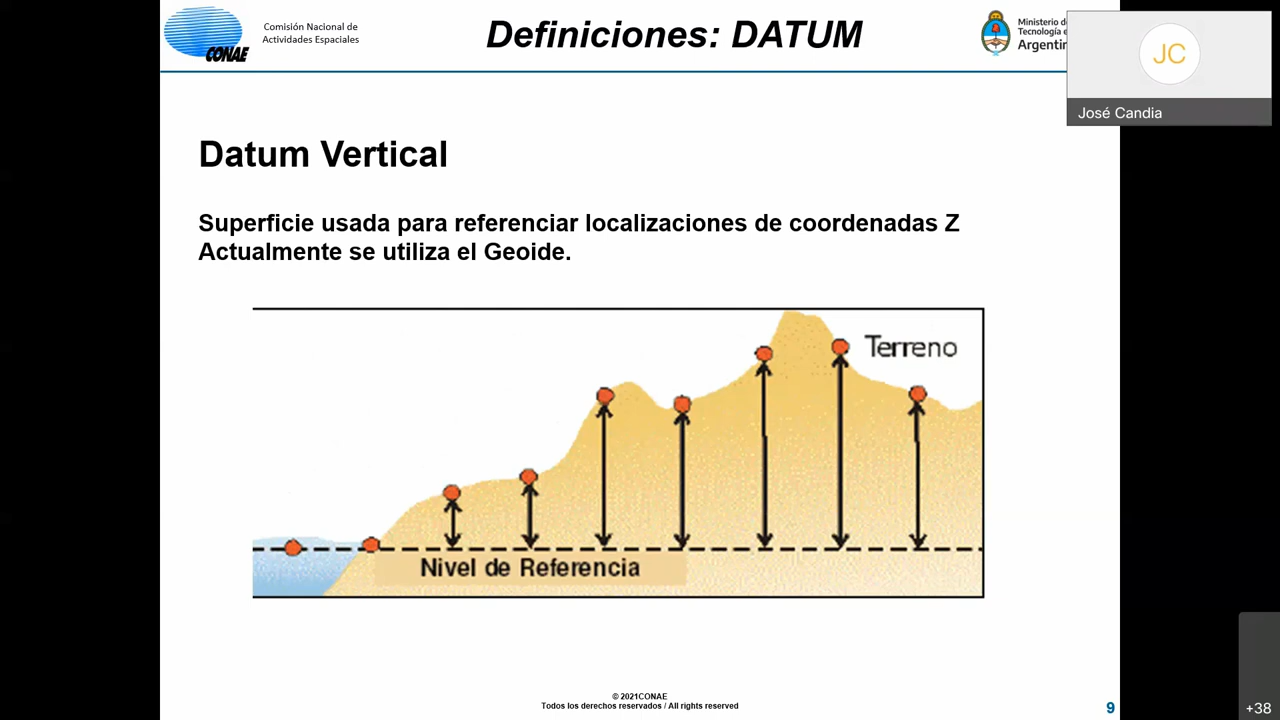 Comisión Nacional de
Actividades Espaciales
CONAE
Definiciones: DATUM
Ministerio de
Tecnología e
Argentin
JC
José Candia
Datum Vertical
Superficie usada para referenciar localizaciones de coordenadas Z
Actualmente se utiliza el Geoide.
Terreno
Nivel de Referencia
© 2021CONAE
Todos los derechos reservados / All rights reserved
9
+38